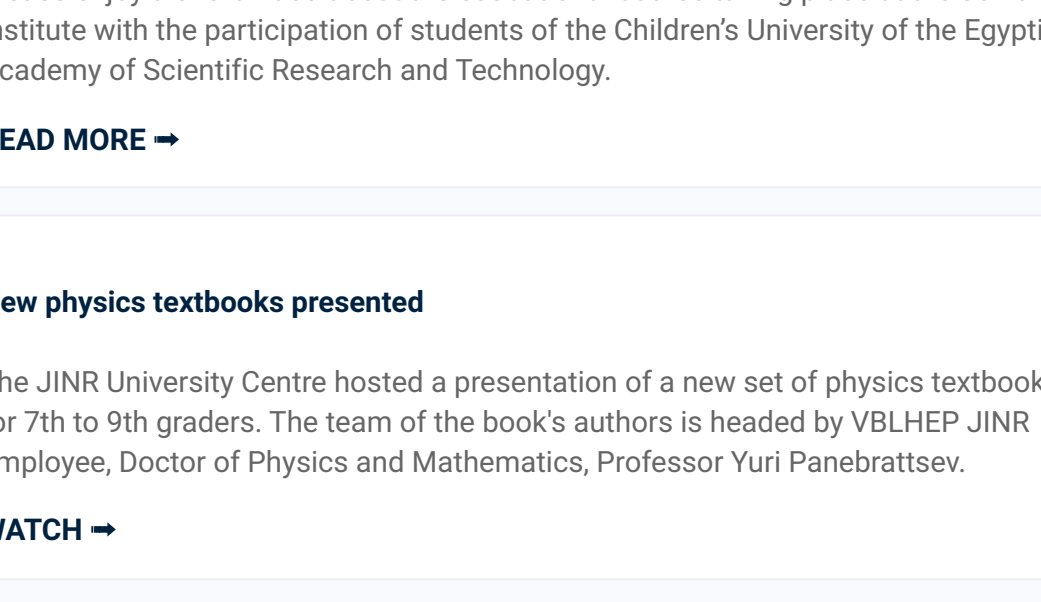 nstitute with the participation of students of the Children’s University of the Egypti
cademy of Scientific Research and Technology.
EAD MORE ➡
ew physics textbooks presented
he JINR University Centre hosted a presentation of a new set of physics textbook
or 7th to 9th graders. The team of the book's authors is headed by VBLHEP JINR
mployee, Doctor of Physics and Mathematics, Professor Yuri Panebrattsev.
WATCH ➡